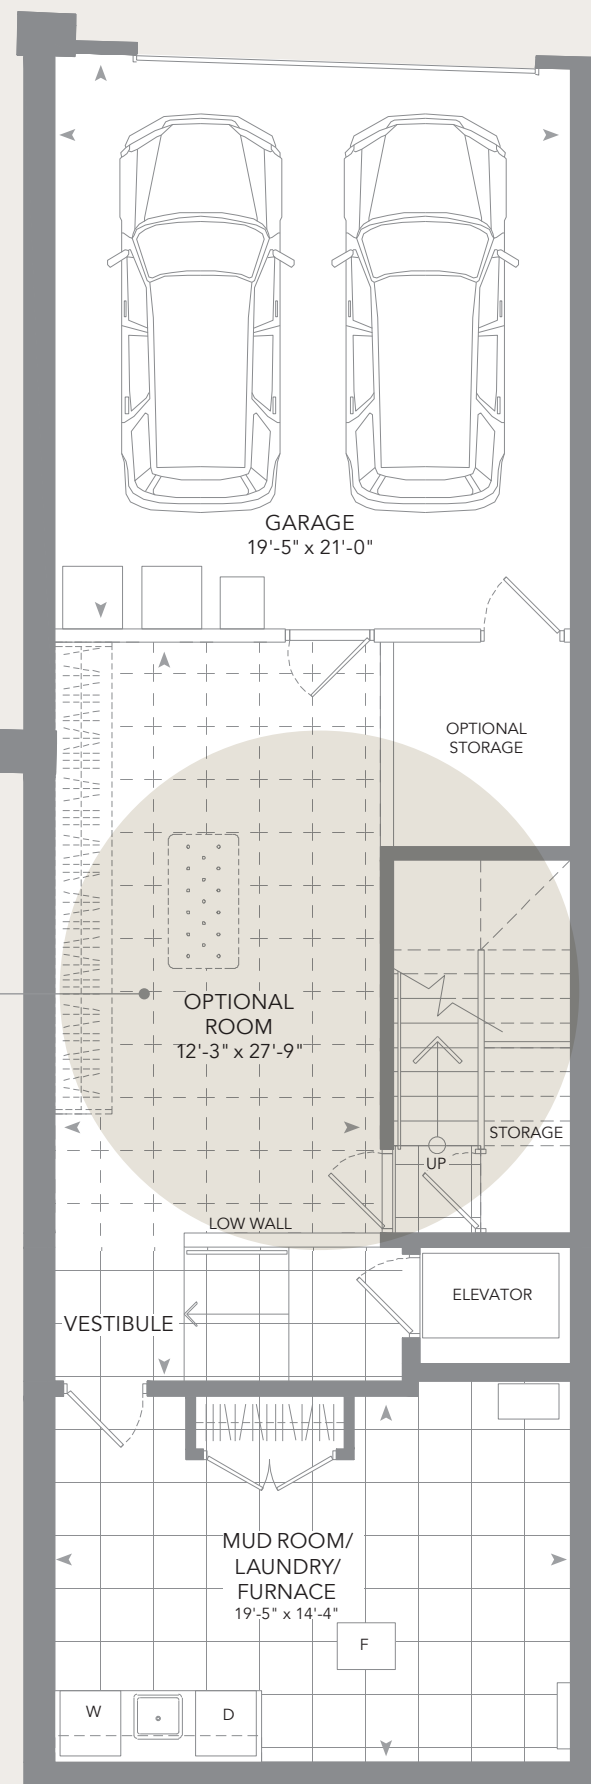 GARAGE
19'-5" x 21'-0"
OPTIONAL
STORAGE
OPTIONAL
ROOM
12'-3" x 27'-9"
STORAGE
UP
LOW WALL
ELEVATOR
VESTIBULE
MUD ROOM/
LAUNDRY/
FURNACE
19'-5" x 14'-4"
F
W
D